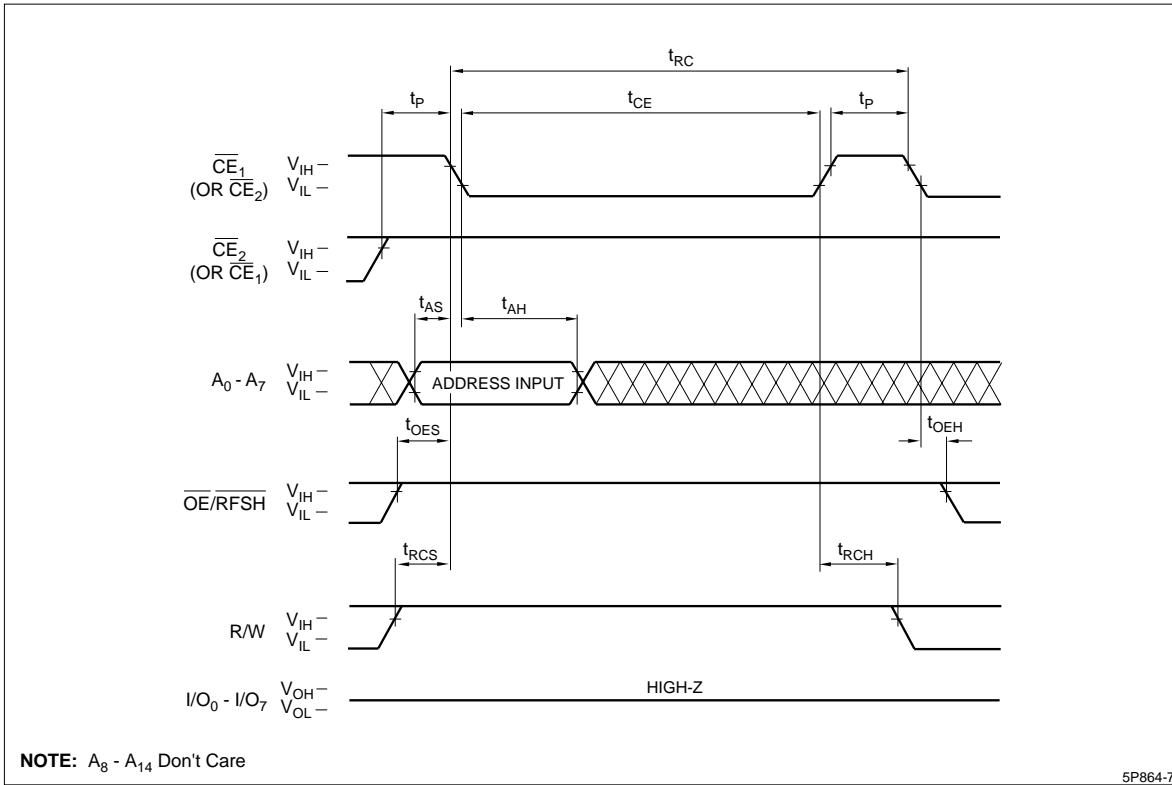 tRC
tP tCE tP
CE1 VIH
(OR CE2) VIL
CE2 VIH
(OR CE1) VIL
tAS tAH
A0 - A7 VIH
VIL
ADDRESS INPUT
tOES tOEH
OE/RFSH VIH
VIL
tRCS tRCH
R/W VIH
VIL
I/O0 - I/O7 VOH
VOL
HIGH-Z
NOTE: A8 - A14 Don't Care
5P864-7